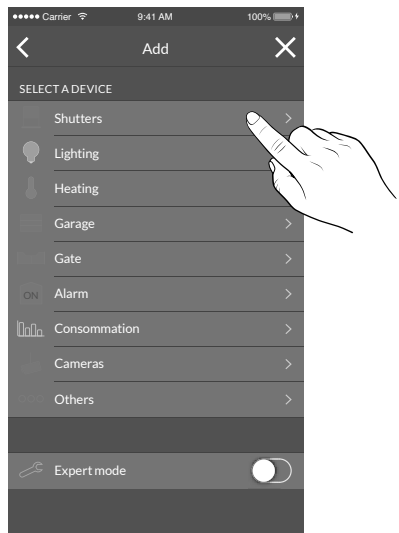 Carrier 9:41 AM 100%
Add
SELECT A DEVICE
Shutters
Lighting
Heating
Garage
Gate
ON Alarm
Consommation
Cameras
Others
Expert mode